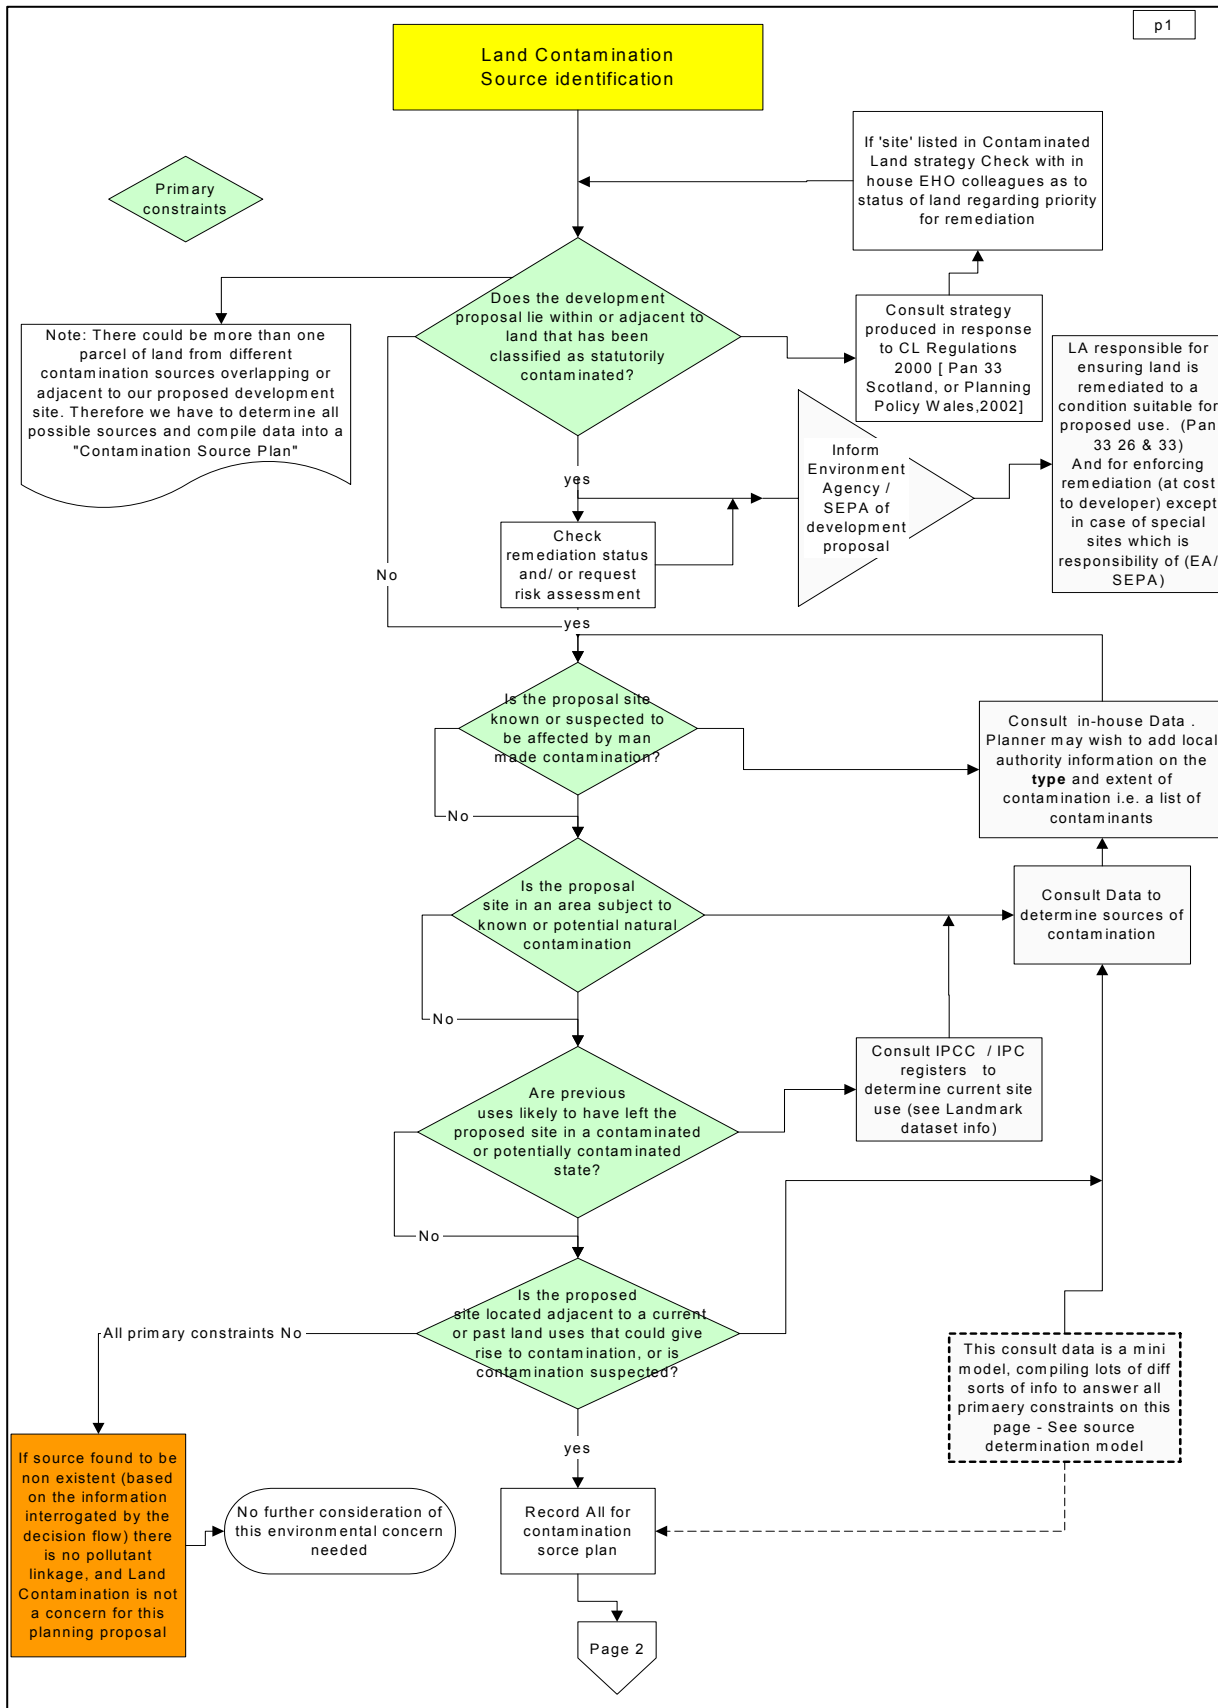 p1
Land Contamination
Source identification
If 'site' listed in Contaminated
Land strategy Check with in
house EHO colleagues as to
status of land regarding priority
for remediation
Primary
constraints
Does the development
proposal lie within or adjacent to
land that has been
classified as statutorily
contaminated?
Consult strategy
produced in response
to CL Regulations
2000 [ Pan 33
Scotland, or Planning
Policy Wales,2002]
Note: There could be more than one
parcel of land from different
contamination sources overlapping or
adjacent to our proposed development
site. Therefore we have to determine all
possible sources and compile data into a
"Contamination Source Plan"
LA responsible for
ensuring land is
remediated to a
condition suitable for
proposed use. (Pan
33 26 & 33)
And for enforcing
remediation (at cost
to developer) except
in case of special
sites which is
responsibility of (EA/
SEPA)
Inform
Environment
Agency /
SEPA of
development
proposal
yes
Check
remediation status
and/ or request
risk assessment
No
yes
Is the proposal site
known or suspected to
be affected by man
made contamination?
Consult in-house Data .
Planner may wish to add local
authority information on the
type and extent of
contamination i.e. a list of
contaminants
No
Is the proposal
site in an area subject to
known or potential natural
contamination
Consult Data to
determine sources of
contamination
No
Are previous
uses likely to have left the
proposed site in a contaminated
or potentially contaminated
state?
Consult IPCC / IPC
registers to
determine current site
use (see Landmark
dataset info)
No
Is the proposed
site located adjacent to a current
or past land uses that could give
rise to contamination, or is
contamination suspected?
All primary constraints No
This consult data is a mini
model, compiling lots of diff
sorts of info to answer all
primaery constraints on this
page - See source
determination model
yes
If source found to be
non existent (based
on the information
interrogated by the
decision flow) there
is no pollutant
linkage, and Land
Contamination is not
a concern for this
planning proposal
No further consideration of
this environmental concern
needed
Record All for
contamination
sorce plan
Page 2